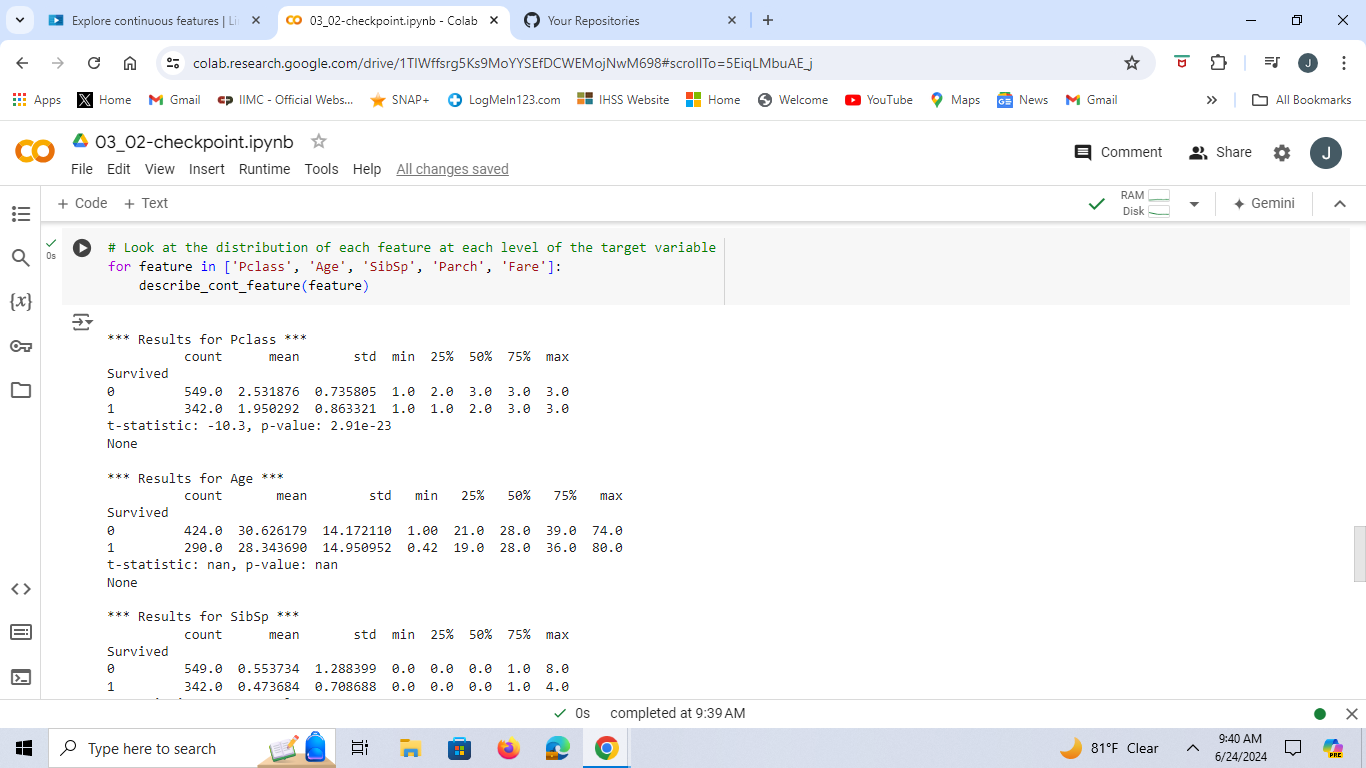 Explore continuous features | Li
03_02-checkpoint.ipynb - Colab
Your Repositories
colab.research.google.com/drive/1TlWffsrg5Ks9MoYYSEfDCWEMojNwM698#scrollTo=5EiqLMbuAE_j
J
Apps
Home
Gmail
IIMC - Official Webs...
SNAP+
LogMeIn123.com
IHSS Website
Home
Welcome
YouTube
Maps
News
Gmail
All Bookmarks
03_02-checkpoint.ipynb
Comment
Share
J
File Edit View Insert Runtime Tools Help All changes saved
+ Code + Text
RAM
Disk
Gemini
0s
# Look at the distribution of each feature at each level of the target variable
for feature in ['Pclass', 'Age', 'SibSp', 'Parch', 'Fare']:
    describe_cont_feature(feature)
*** Results for Pclass ***
          count      mean       std  min  25%  50%  75%  max
Survived
0         549.0  2.531876  0.735805  1.0  2.0  3.0  3.0  3.0
1         342.0  1.950292  0.863321  1.0  1.0  2.0  3.0  3.0
t-statistic: -10.3, p-value: 2.91e-23
None
*** Results for Age ***
          count       mean        std   min   25%   50%   75%   max
Survived
0         424.0  30.626179  14.172110  1.00  21.0  28.0  39.0  74.0
1         290.0  28.343690  14.950952  0.42  19.0  28.0  36.0  80.0
t-statistic: nan, p-value: nan
None
*** Results for SibSp ***
          count      mean       std  min  25%  50%  75%  max
Survived
0         549.0  0.553734  1.288399  0.0  0.0  0.0  1.0  8.0
1         342.0  0.473684  0.708688  0.0  0.0  0.0  1.0  4.0
0s completed at 9:39 AM
Type here to search
81°F Clear
9:40 AM
6/24/2024
PRE